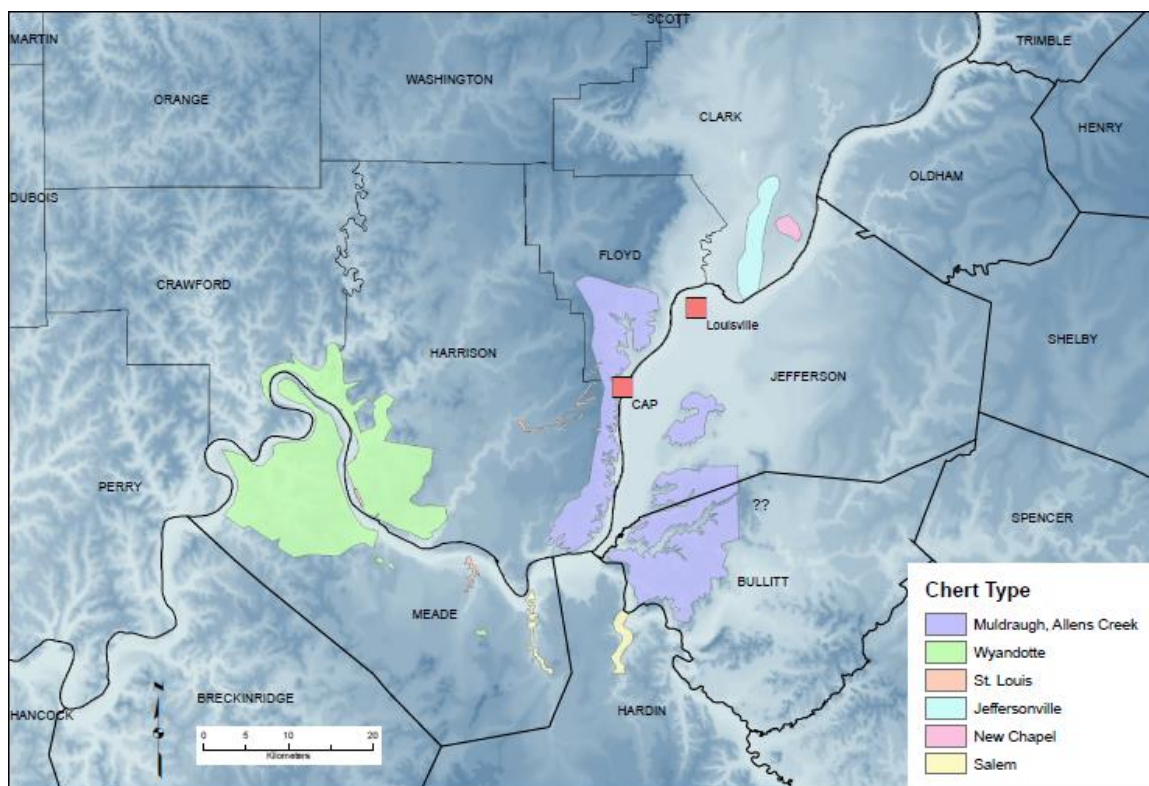 SCOTT
MARTIN
TRIMBLE
WASHINGTON
ORANGE
CLARK
HENRY
OLDHAM
DUBOIS
FLOYD
CRAWFORD
Louisville
SHELBY
HARRISON
JEFFERSON
CAP
PERRY
??
SPENCER
BULLITT
MEADE
BRECKINRIDGE
HANCOCK
HARDIN
0 5 10 20
Kilometers
Chert Type
Muldraugh, Allens Creek
Wyandotte
St. Louis
Jeffersonville
New Chapel
Salem